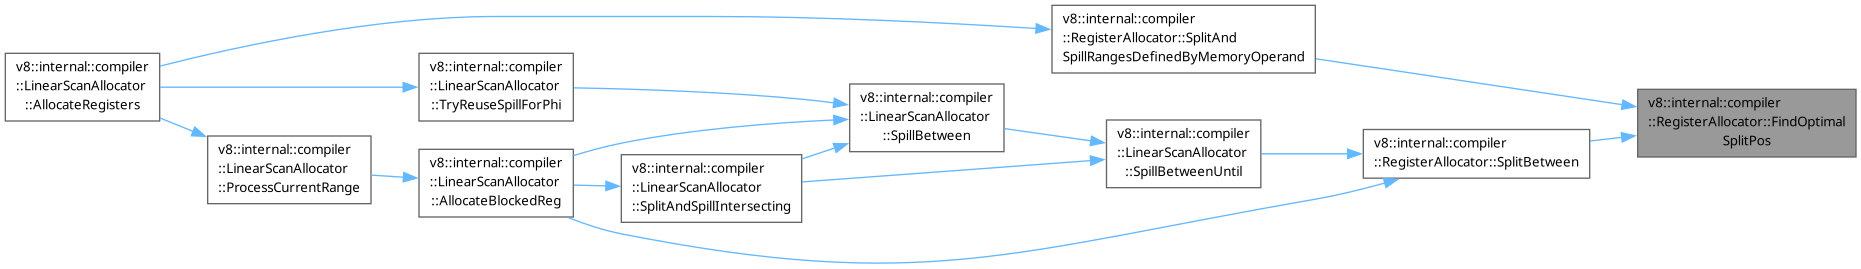 v8::internal::compiler
::LinearScanAllocator
::AllocateRegisters
v8::internal::compiler
::LinearScanAllocator
::TryReuseSpillForPhi
v8::internal::compiler
::LinearScanAllocator
::ProcessCurrentRange
v8::internal::compiler
::LinearScanAllocator
::AllocateBlockedReg
v8::internal::compiler
::LinearScanAllocator
::SplitAndSpillIntersecting
v8::internal::compiler
::LinearScanAllocator
::SpillBetween
v8::internal::compiler
::RegisterAllocator::SplitAnd
SpillRangesDefinedByMemoryOperand
v8::internal::compiler
::LinearScanAllocator
::SpillBetweenUntil
v8::internal::compiler
::RegisterAllocator::SplitBetween
v8::internal::compiler
::RegisterAllocator::FindOptimal
SplitPos